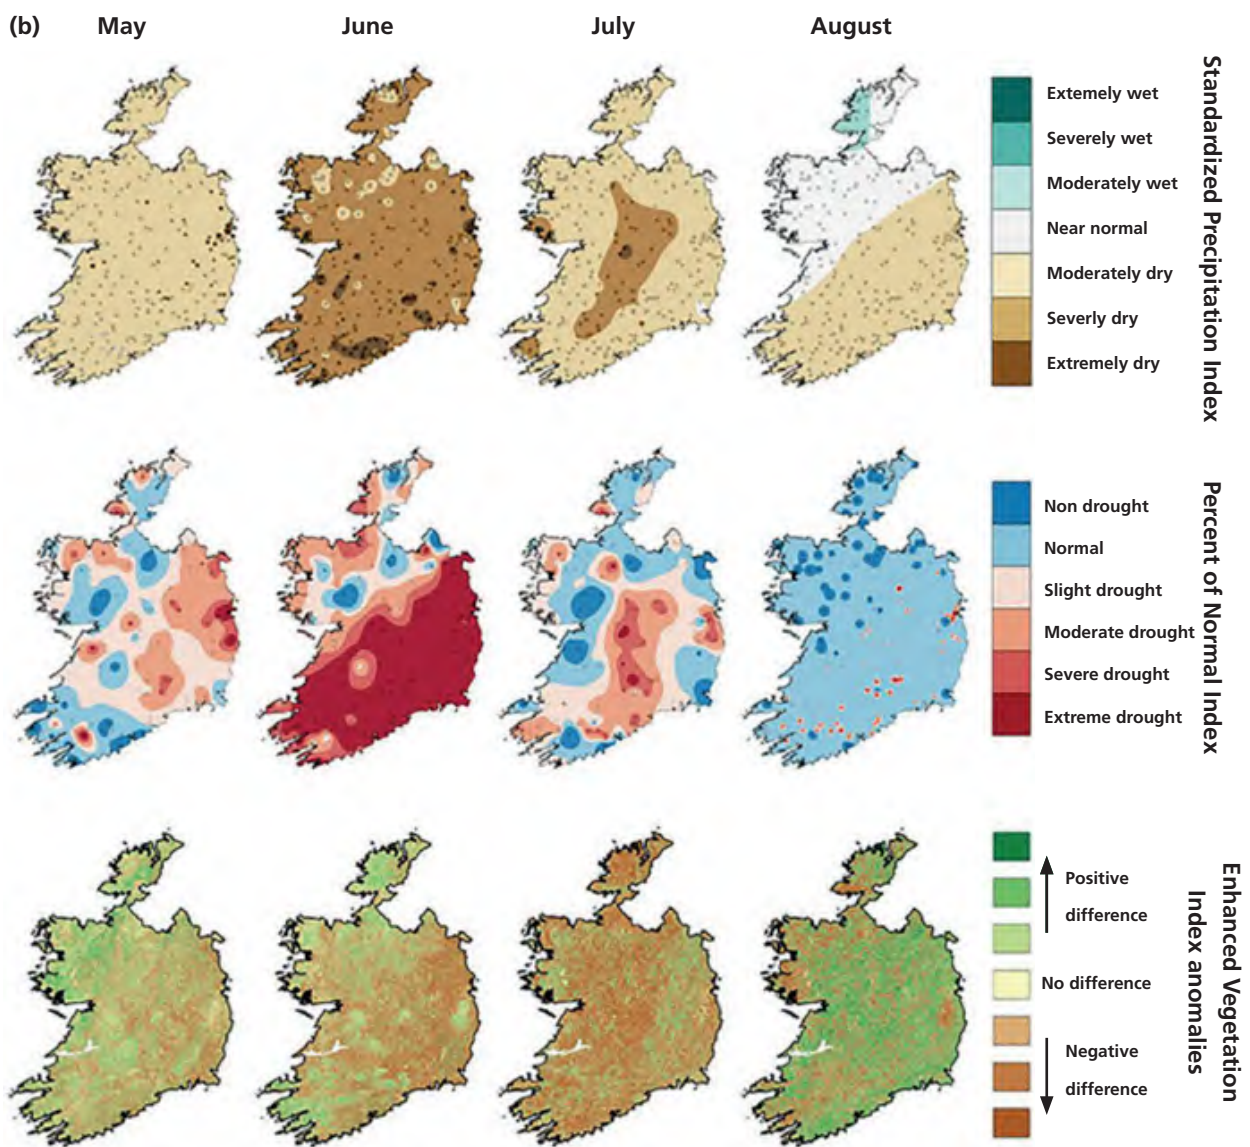 (b) May June July August
Extemely wet
Severely wet
Moderately wet
Near normal
Moderately dry
Severly dry
Extremely dry
Standardized Precipitation Index
Non drought
Normal
Slight drought
Moderate drought
Severe drought
Extreme drought
Percent of Normal Index
Positive
difference
No difference
Negative
difference
Enhanced Vegetation
Index anomalies